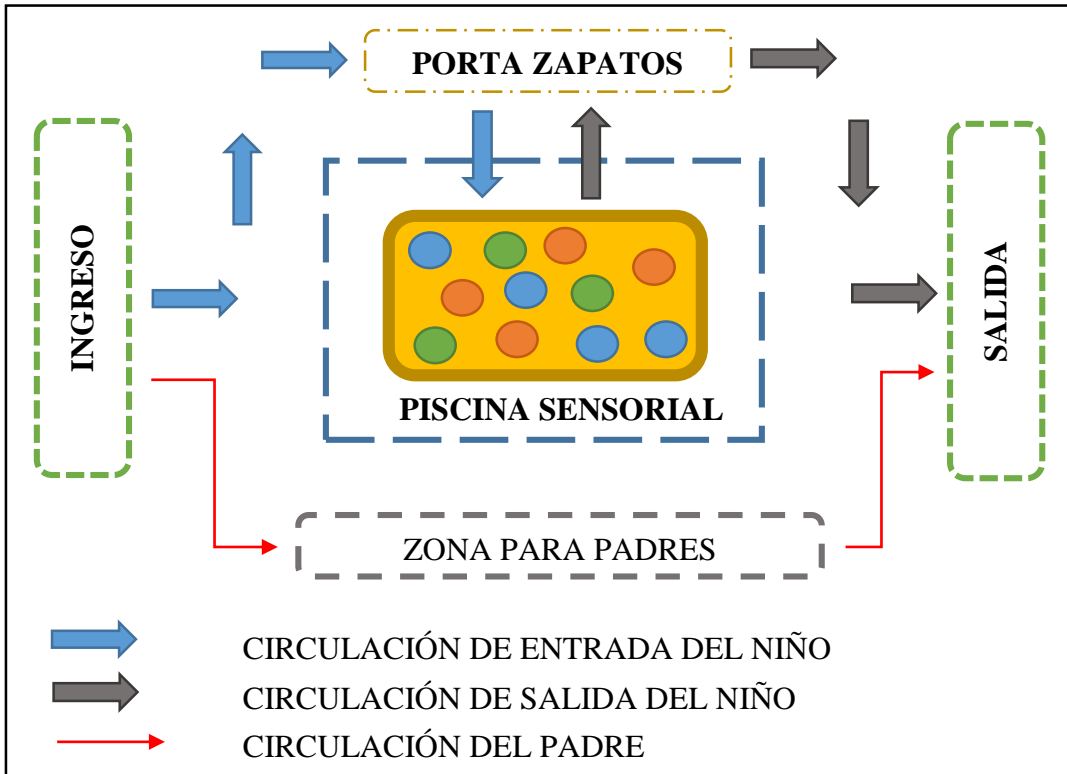 PORTA ZAPATOS
INGRESO
SALIDA
PISCINA SENSORIAL
ZONA PARA PADRES
CIRCULACIÓN DE ENTRADA DEL NIÑO
CIRCULACIÓN DE SALIDA DEL NIÑO
CIRCULACIÓN DEL PADRE